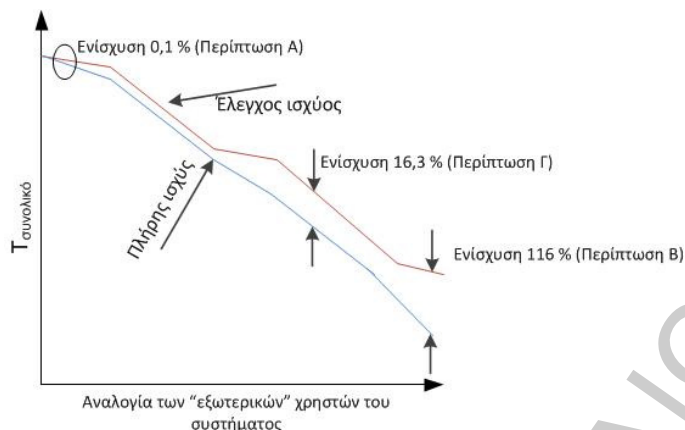 Ενίσχυση 0,1 % (Περίπτωση Α)
Έλεγχος ισχύος
Ενίσχυση 16,3 % (Περίπτωση Γ)
Πλήρης ισχύς
Tσυνολικό
Ενίσχυση 116 % (Περίπτωση Β)
Αναλογία των “εξωτερικών” χρηστών του
συστήματος